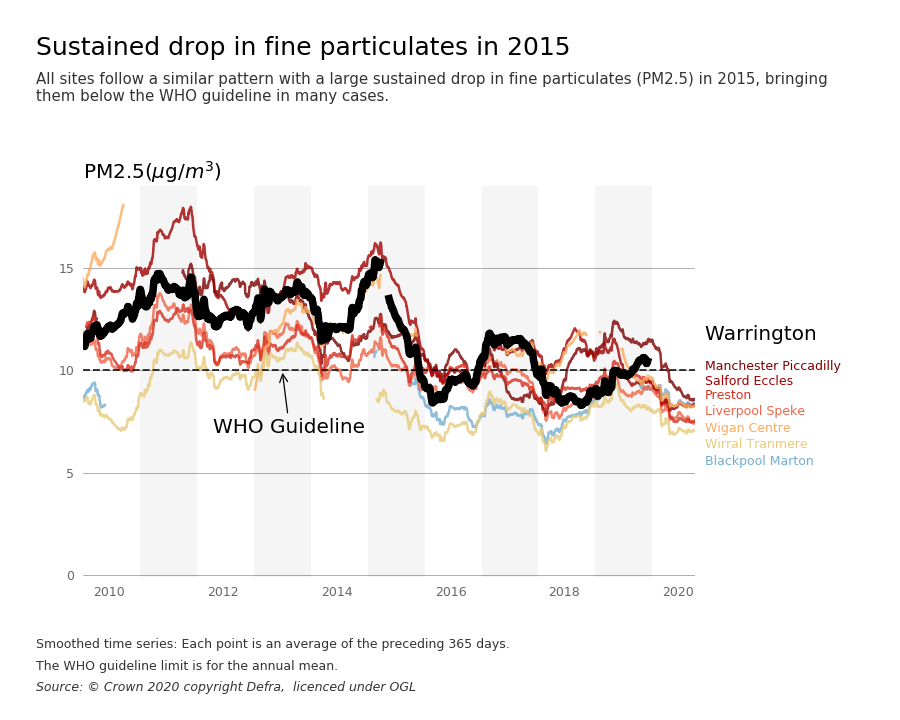 Sustained drop in fine particulates in 2015
All sites follow a similar pattern with a large sustained drop in fine particulates (PM2.5) in 2015, bringing
them below the WHO guideline in many cases.
PM2.5(μg/m³)
15
10
5
0
WHO Guideline
2010 2012 2014 2016 2018 2020
Warrington
Manchester Piccadilly
Salford Eccles
Preston
Liverpool Speke
Wigan Centre
Wirral Tranmere
Blackpool Marton
Smoothed time series: Each point is an average of the preceding 365 days.
The WHO guideline limit is for the annual mean.
Source: © Crown 2020 copyright Defra, licenced under OGL